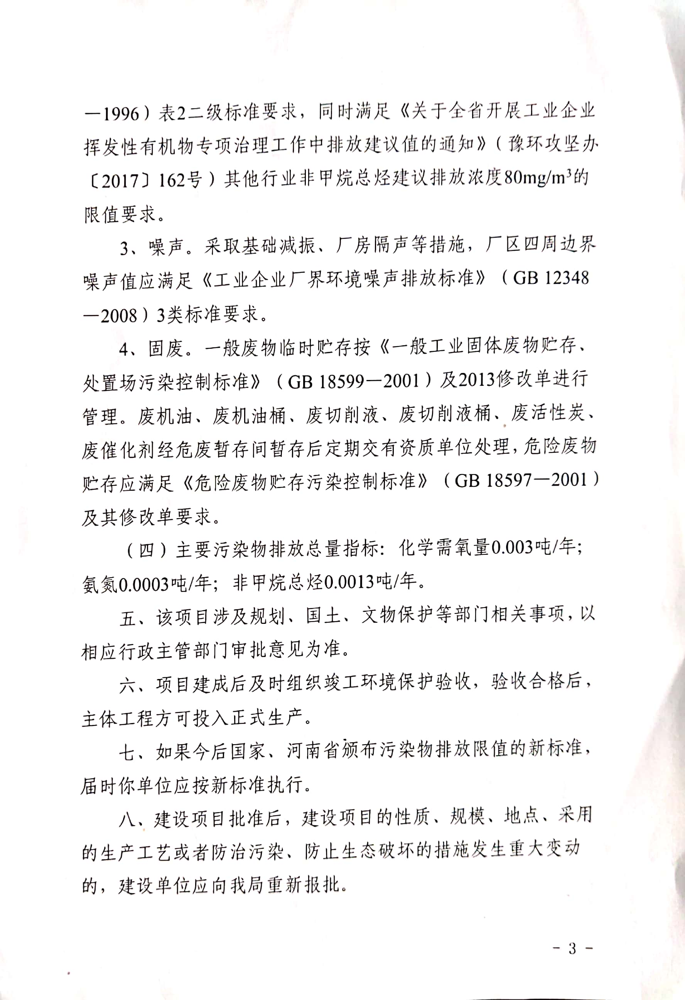 —1996）表2二级标准要求，同时满足《关于全省开展工业企业
挥发性有机物专项治理工作中排放建议值的通知》（豫环攻坚办
〔2017〕162号）其他行业非甲烷总烃建议排放浓度80mg/m³的
限值要求。
3、噪声。采取基础减振、厂房隔声等措施，厂区四周边界
噪声值应满足《工业企业厂界环境噪声排放标准》（GB 12348
—2008）3类标准要求。
4、固废。一般废物临时贮存按《一般工业固体废物贮存、
处置场污染控制标准》（GB 18599—2001）及2013修改单进行
管理。废机油、废机油桶、废切削液、废切削液桶、废活性炭、
废催化剂经危废暂存间暂存后定期交有资质单位处理，危险废物
贮存应满足《危险废物贮存污染控制标准》（GB 18597—2001）
及其修改单要求。
（四）主要污染物排放总量指标：化学需氧量0.003吨/年；
氨氮0.0003吨/年；非甲烷总烃0.0013吨/年。
五、该项目涉及规划、国土、文物保护等部门相关事项，以
相应行政主管部门审批意见为准。
六、项目建成后及时组织竣工环境保护验收，验收合格后，
主体工程方可投入正式生产。
七、如果今后国家、河南省颁布污染物排放限值的新标准，
届时你单位应按新标准执行。
八、建设项目批准后，建设项目的性质、规模、地点、采用
的生产工艺或者防治污染、防止生态破坏的措施发生重大变动
的，建设单位应向我局重新报批。
- 3 -